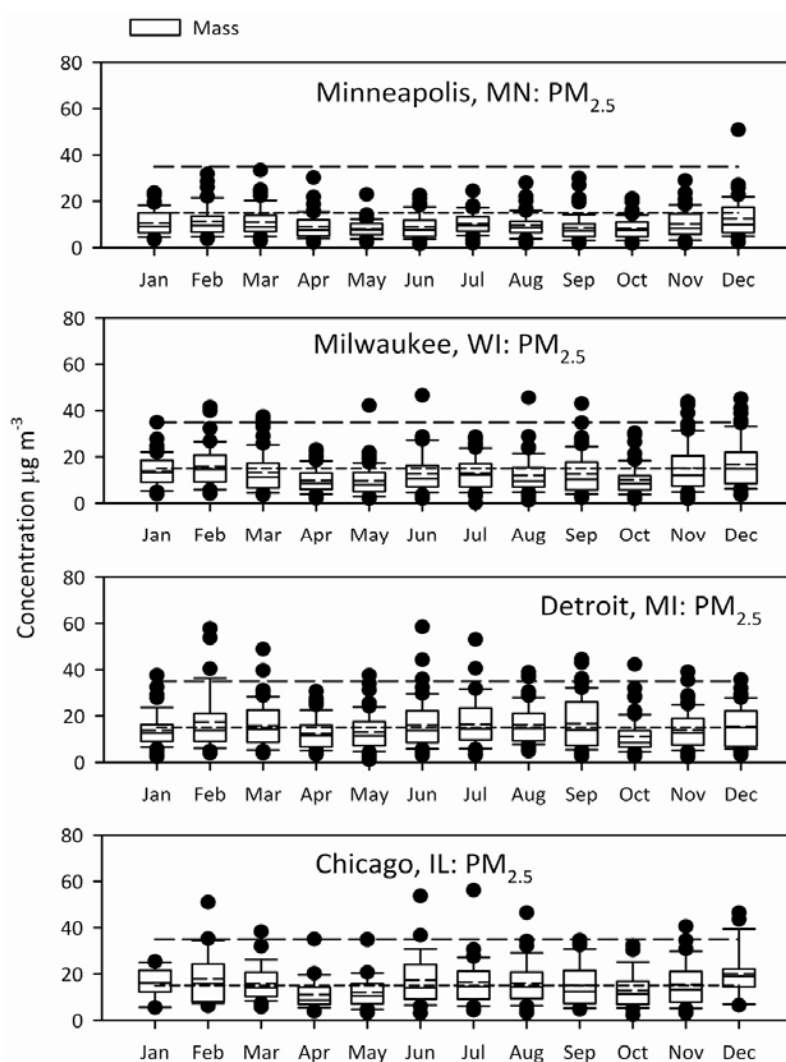 Mass
80
Minneapolis, MN: PM2.5
60
40
20
0
Jan Feb Mar Apr May Jun Jul Aug Sep Oct Nov Dec
80
Milwaukee, WI: PM2.5
60
40
20
0
Jan Feb Mar Apr May Jun Jul Aug Sep Oct Nov Dec
Concentration µg m-3
80
Detroit, MI: PM2.5
60
40
20
0
Jan Feb Mar Apr May Jun Jul Aug Sep Oct Nov Dec
80
Chicago, IL: PM2.5
60
40
20
0
Jan Feb Mar Apr May Jun Jul Aug Sep Oct Nov Dec